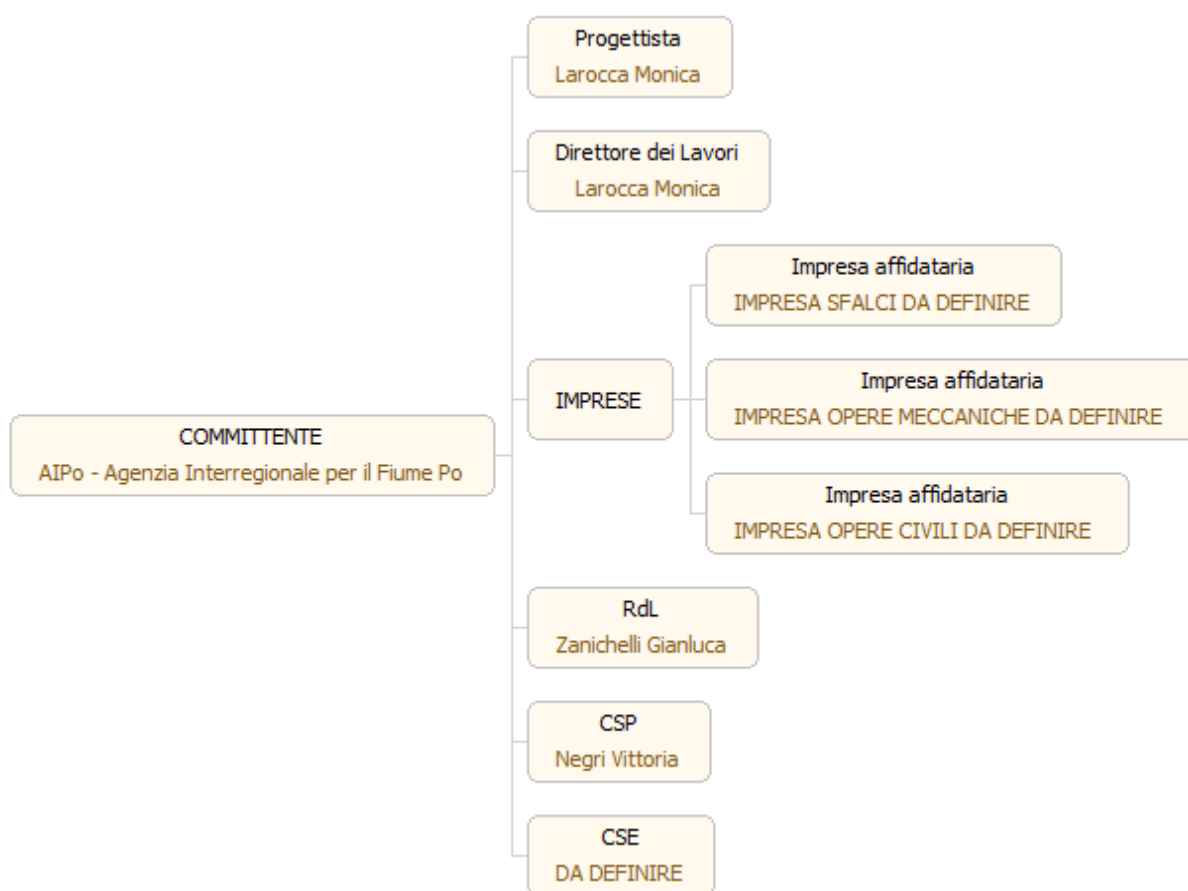 Progettista
Larocca Monica
Direttore dei Lavori
Larocca Monica
Impresa affidataria
IMPRESA SFALCI DA DEFINIRE
IMPRESE
Impresa affidataria
IMPRESA OPERE MECCANICHE DA DEFINIRE
COMMITTENTE
AIPo - Agenzia Interregionale per il Fiume Po
Impresa affidataria
IMPRESA OPERE CIVILI DA DEFINIRE
RdL
Zanichelli Gianluca
CSP
Negri Vittoria
CSE
DA DEFINIRE